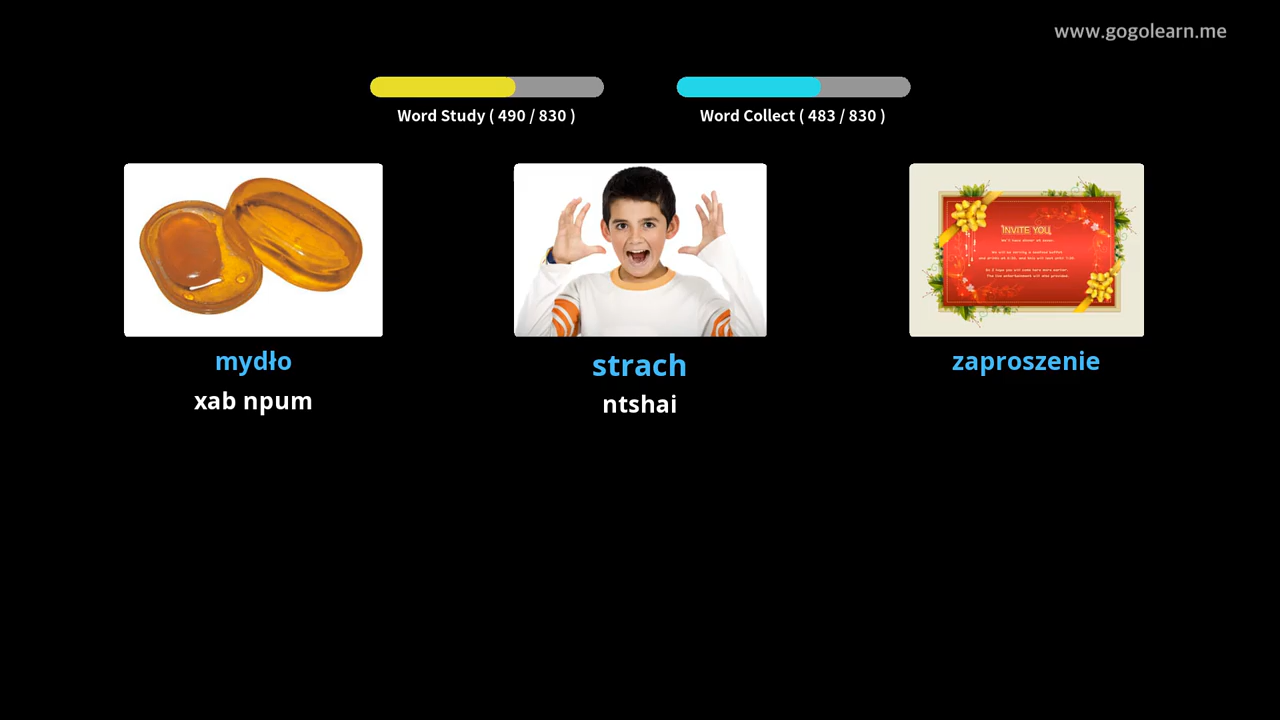 www.gogolearn.me
Word Study ( 490 / 830 )
Word Collect ( 483 / 830 )
INVITE YOU
mydło
strach
zaproszenie
xab npum
ntshai